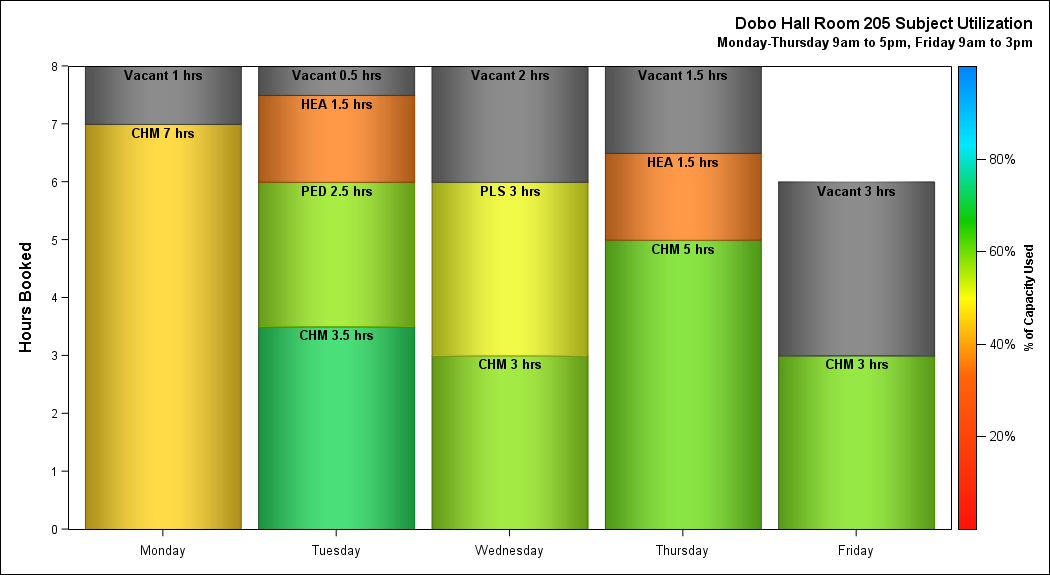 Dobo Hall Room 205 Subject Utilization
Monday-Thursday 9am to 5pm, Friday 9am to 3pm
Hours Booked
8
7
6
5
4
3
2
1
0
Vacant 1 hrs
CHM 7 hrs
Vacant 0.5 hrs
HEA 1.5 hrs
PED 2.5 hrs
CHM 3.5 hrs
Vacant 2 hrs
PLS 3 hrs
CHM 3 hrs
Vacant 1.5 hrs
HEA 1.5 hrs
CHM 5 hrs
Vacant 3 hrs
CHM 3 hrs
Monday
Tuesday
Wednesday
Thursday
Friday
80%
60%
40%
20%
% of Capacity Used